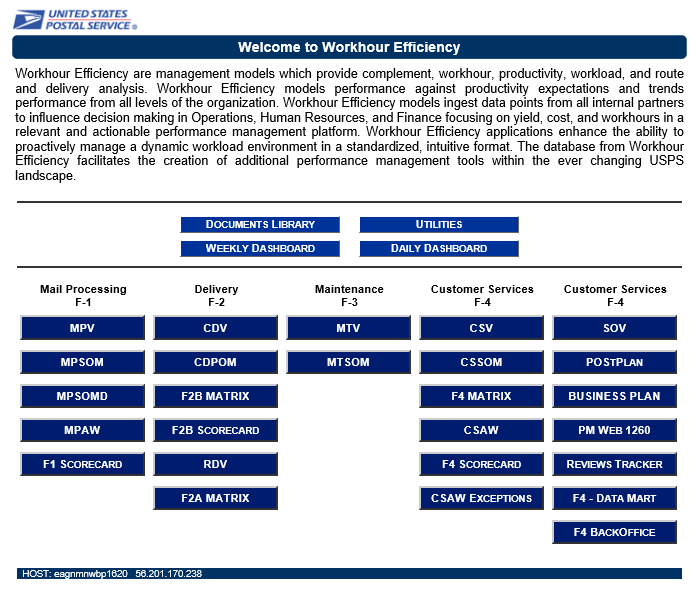 UNITED STATES
POSTAL SERVICE®
Welcome to Workhour Efficiency
Workhour Efficiency are management models which provide complement, workhour, productivity, workload, and route
and delivery analysis. Workhour Efficiency models performance against productivity expectations and trends
performance from all levels of the organization. Workhour Efficiency models ingest data points from all internal partners
to influence decision making in Operations, Human Resources, and Finance focusing on yield, cost, and workhours in a
relevant and actionable performance management platform. Workhour Efficiency applications enhance the ability to
proactively manage a dynamic workload environment in a standardized, intuitive format. The database from Workhour
Efficiency facilitates the creation of additional performance management tools within the ever changing USPS
landscape.
DOCUMENTS LIBRARY UTILITIES
WEEKLY DASHBOARD DAILY DASHBOARD
Mail Processing Delivery Maintenance Customer Services Customer Services
F-1 F-2 F-3 F-4 F-4
MPV CDV MTV CSV SOV
MPSOM CDPOM MTSOM CSSOM POSTPLAN
MPSOMD F2B MATRIX F4 MATRIX BUSINESS PLAN
MPAW F2B SCORECARD CSAW PM WEB 1260
F1 SCORECARD RDV F4 SCORECARD REVIEWS TRACKER
F2A MATRIX CSAW EXCEPTIONS F4 - DATA MART
F4 BACKOFFICE
HOST: eagnmnwbp1620 56.201.170.238